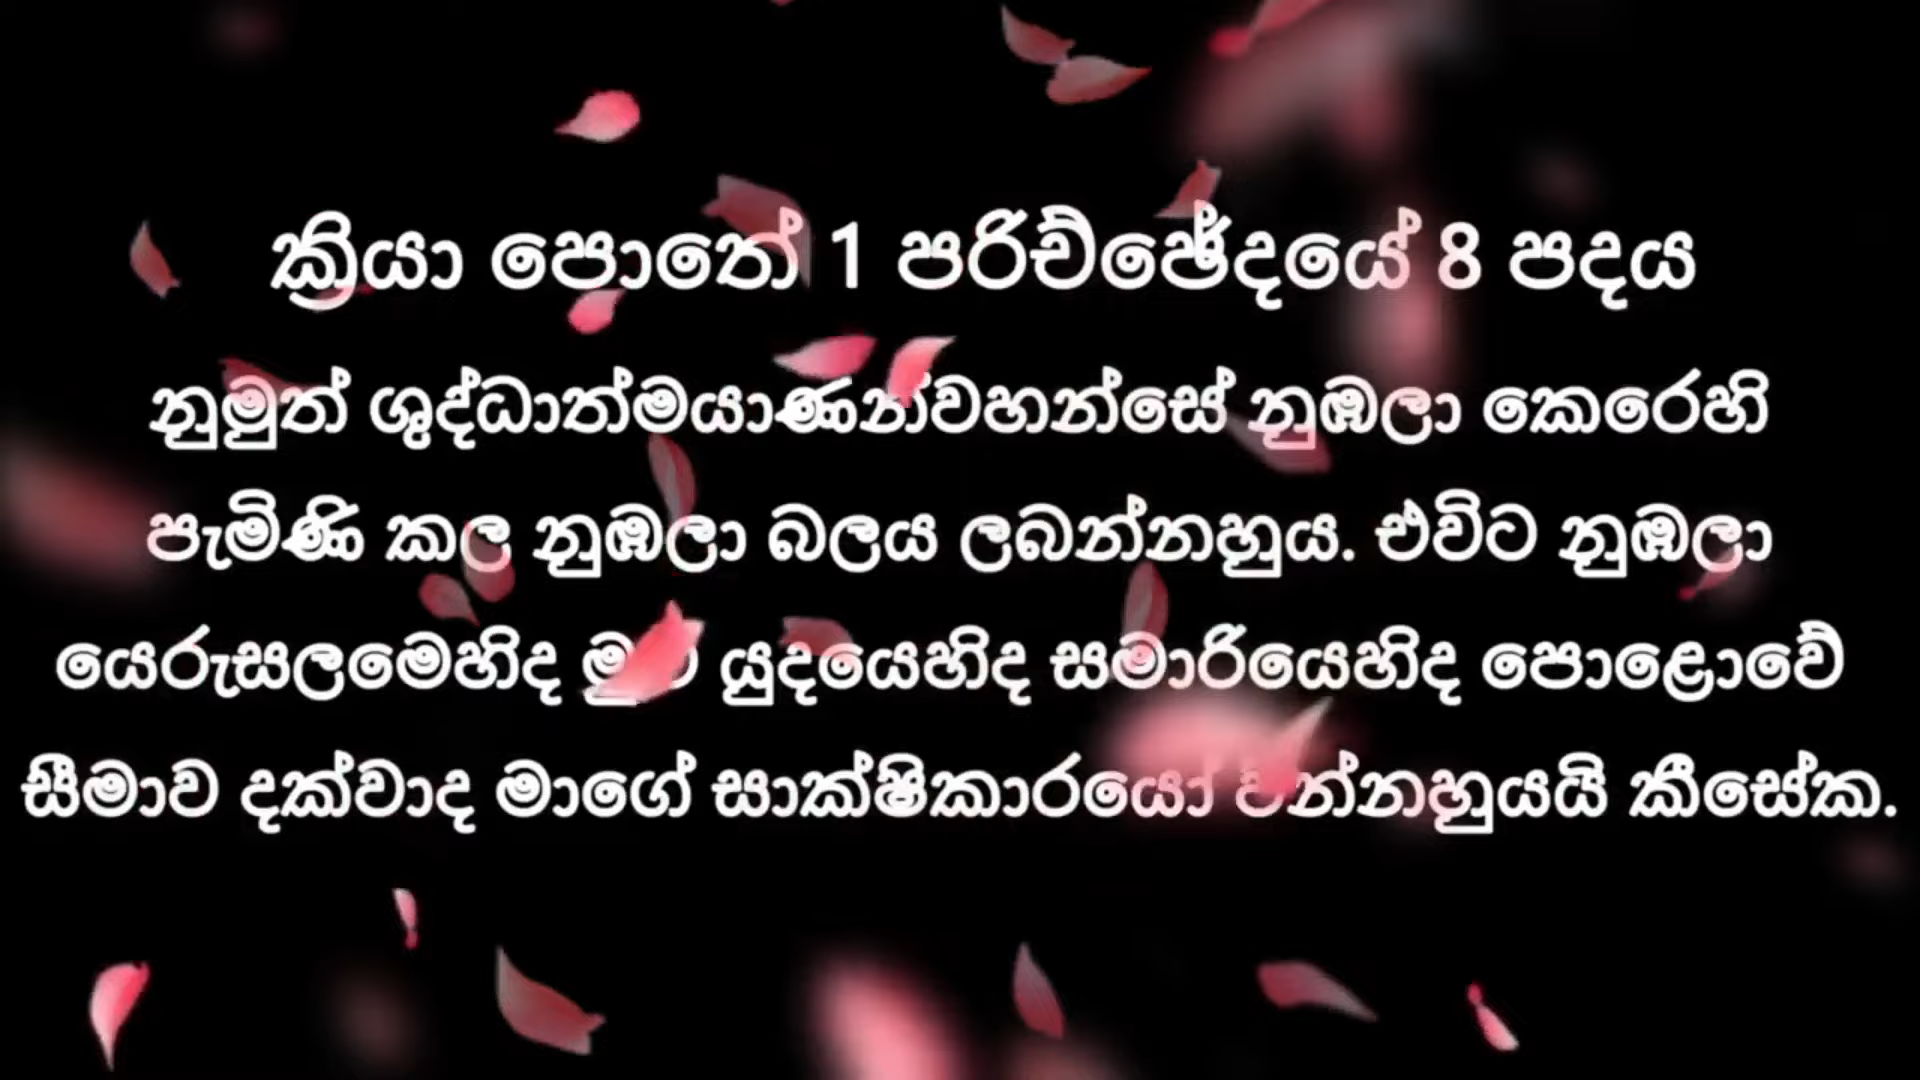 ක්‍රියා පොතේ 1 පරිච්ඡේදයේ 8 පදය
නුමුත් ශුද්ධාත්මයාණන්වහන්සේ නුඹලා කෙරෙහි
පැමිණි කල නුඹලා බලය ලබන්නහුය. එවිට නුඹලා
යෙරුසලමෙහිද මුළු යුදයෙහිද සමාරියෙහිද පොළොවේ
සීමාව දක්වාද මාගේ සාක්ෂිකාරයෝ වන්නහුයයි කීසේක.